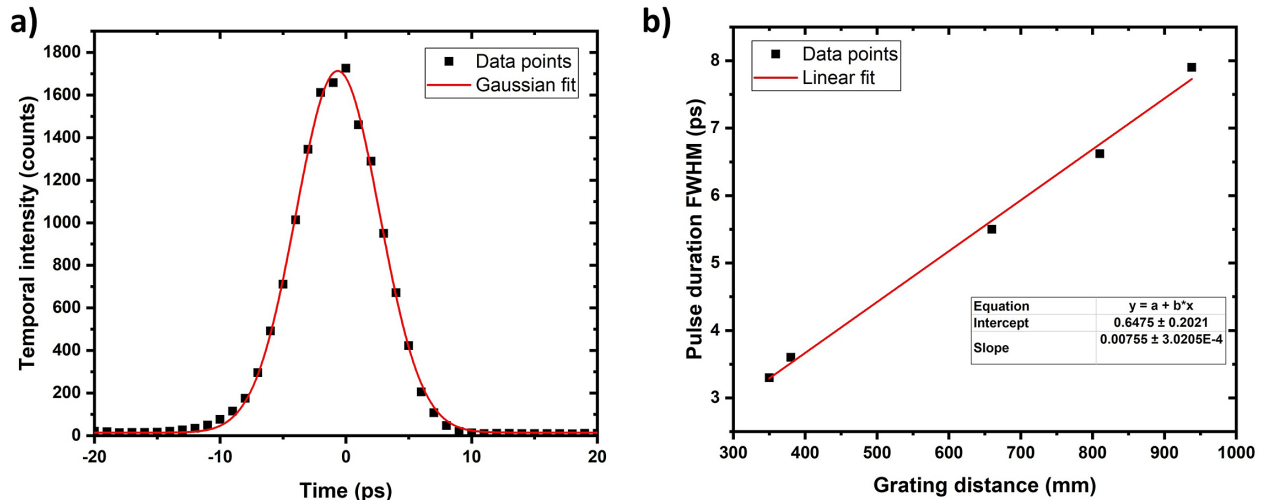 a)
1800
1600
1400
1200
1000
800
600
400
200
0
-20
-10
0
10
20
Temporal intensity (counts)
Time (ps)
Data points
Gaussian fit
b)
8
7
6
5
4
3
300
400
500
600
700
800
900
1000
Pulse duration FWHM (ps)
Grating distance (mm)
Data points
Linear fit
Equation y = a + b*x
Intercept 0.6475 ± 0.2021
Slope 0.00755 ± 3.0205E-4